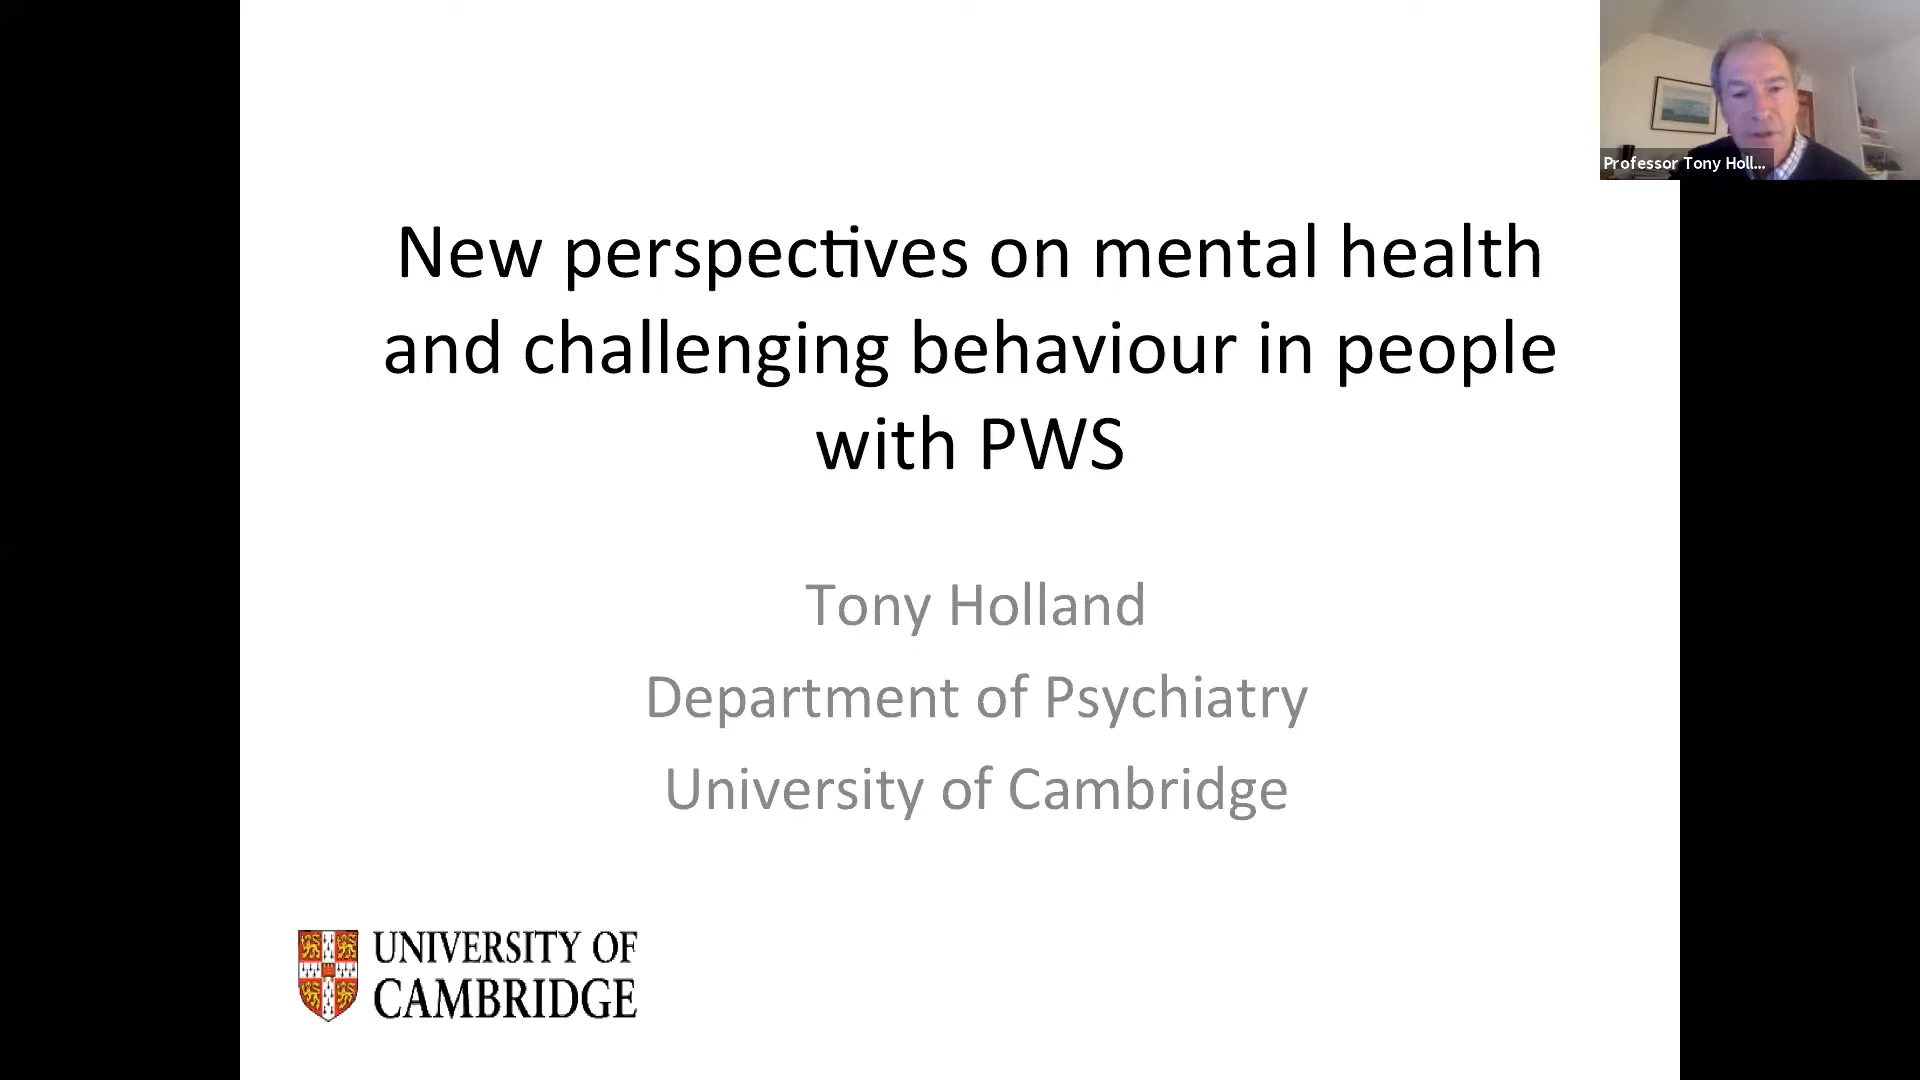 Professor Tony Holl...
New perspectives on mental health
and challenging behaviour in people
with PWS
Tony Holland
Department of Psychiatry
University of Cambridge
UNIVERSITY OF
CAMBRIDGE